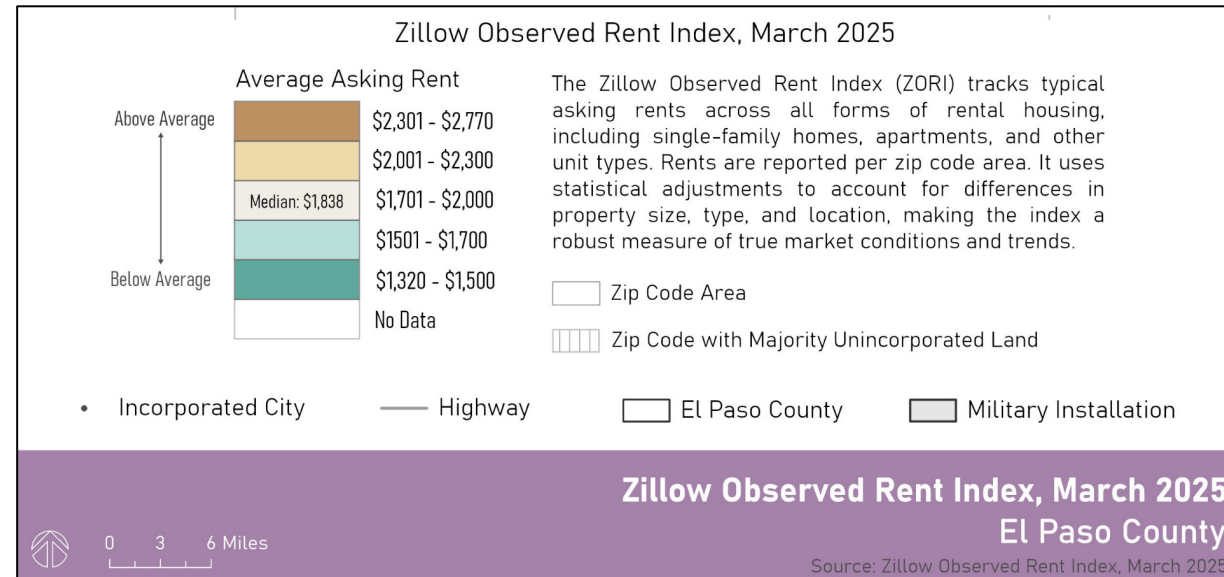 Zillow Observed Rent Index, March 2025
Average Asking Rent
Above Average
Below Average
$2,301 - $2,770
$2,001 - $2,300
Median: $1,838
$1,701 - $2,000
$1501 - $1,700
$1,320 - $1,500
No Data
The Zillow Observed Rent Index (ZORI) tracks typical
asking rents across all forms of rental housing,
including single-family homes, apartments, and other
unit types. Rents are reported per zip code area. It uses
statistical adjustments to account for differences in
property size, type, and location, making the index a
robust measure of true market conditions and trends.
Zip Code Area
Zip Code with Majority Unincorporated Land
Incorporated City
Highway
El Paso County
Military Installation
Zillow Observed Rent Index, March 2025
El Paso County
0 3 6 Miles
Source: Zillow Observed Rent Index, March 2025